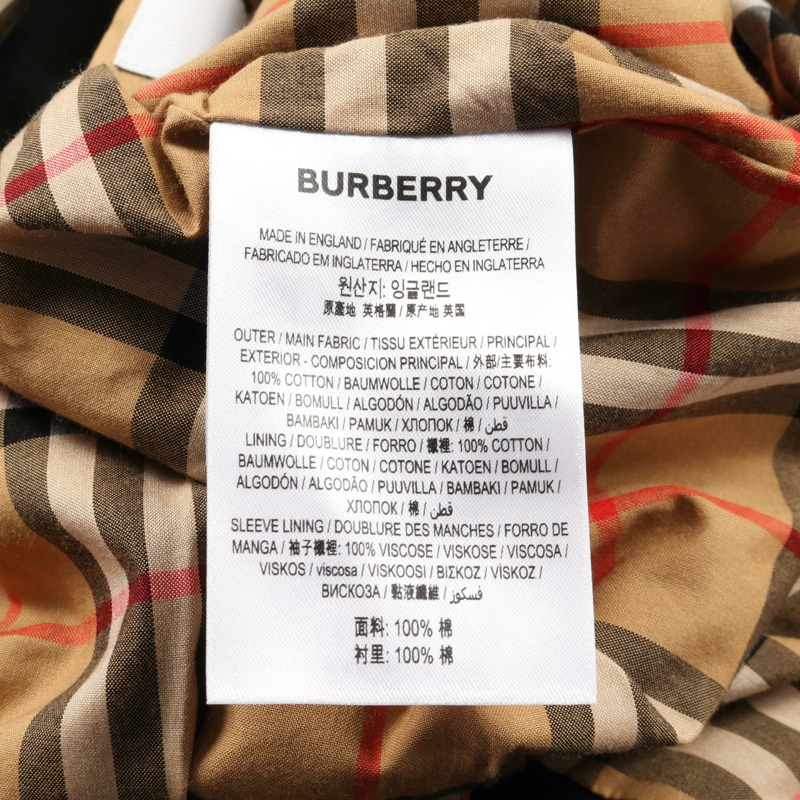 BURBERRY
MADE IN ENGLAND / FABRIQUÉ EN ANGLETERRE /
FABRICADO EM INGLATERRA / HECHO EN INGLATERRA
원산지: 잉글랜드
原產地 英格蘭 / 原产地 英国
OUTER / MAIN FABRIC / TISSU EXTÉRIEUR / PRINCIPAL /
EXTERIOR - COMPOSICION PRINCIPAL / 外部/主要布料:
100% COTTON / BAUMWOLLE / COTON / COTONE /
KATOEN / BOMULL / ALGODÓN / ALGODÃO / PUUVILLA /
BAMBAKI / PAMUK / ХЛОПОК / 棉 / قطن /
LINING / DOUBLURE / FORRO / 襯裡: 100% COTTON /
BAUMWOLLE / COTON / COTONE / KATOEN / BOMULL /
ALGODÓN / ALGODÃO / PUUVILLA / BAMBAKI / PAMUK /
ХЛОПОК / 棉 / قطن /
SLEEVE LINING / DOUBLURE DES MANCHES / FORRO DE
MANGA / 袖子襯裡: 100% VISCOSE / VISKOSE / VISCOSA /
VISKOS / viscosa / VISKOOSI / ΒΙΣΚΟΖ / VİSKOZ /
ВИСКОЗА / 黏液纖維 / فسكوز /
面料: 100% 棉
衬里: 100% 棉